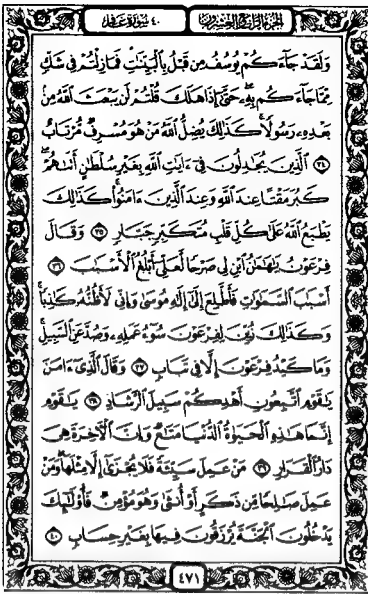 الجزء الرابع والعشرون
٤٠ سورة غافر
وَلَقَدْ جَآءَكُمْ يُوسُفُ مِن قَبْلُ بِٱلْبَيِّنَٰتِ فَمَازِلْتُمْ فِى شَكٍّ
مِّمَّا جَآءَكُم بِهِۦ حَتَّىٰٓ إِذَا هَلَكَ قُلْتُمْ لَن يَبْعَثَ ٱللَّهُ مِنۢ
بَعْدِهِۦ رَسُولًا ۚ كَذَٰلِكَ يُضِلُّ ٱللَّهُ مَنْ هُوَ مُسْرِفٌ مُّرْتَابٌ
٣٤ ٱلَّذِينَ يُجَٰدِلُونَ فِىٓ ءَايَٰتِ ٱللَّهِ بِغَيْرِ سُلْطَٰنٍ أَتَىٰهُمْ ۖ
كَبُرَ مَقْتًا عِندَ ٱللَّهِ وَعِندَ ٱلَّذِينَ ءَامَنُوا۟ ۚ كَذَٰلِكَ
يَطْبَعُ ٱللَّهُ عَلَىٰ كُلِّ قَلْبِ مُتَكَبِّرٍ جَبَّارٍ ٣٥ وَقَالَ
فِرْعَوْنُ يَٰهَٰمَٰنُ ٱبْنِ لِى صَرْحًا لَّعَلِّىٓ أَبْلُغُ ٱلْأَسْبَٰبَ ٣٦
أَسْبَٰبَ ٱلسَّمَٰوَٰتِ فَأَطَّلِعَ إِلَىٰٓ إِلَٰهِ مُوسَىٰ وَإِنِّى لَأَظُنُّهُۥ كَٰذِبًا ۚ
وَكَذَٰلِكَ زُيِّنَ لِفِرْعَوْنَ سُوٓءُ عَمَلِهِۦ وَصُدَّ عَنِ ٱلسَّبِيلِ ۚ
وَمَا كَيْدُ فِرْعَوْنَ إِلَّا فِى تَبَابٍ ٣٧ وَقَالَ ٱلَّذِىٓ ءَامَنَ
يَٰقَوْمِ ٱتَّبِعُونِ أَهْدِكُمْ سَبِيلَ ٱلرَّشَادِ ٣٨ يَٰقَوْمِ
إِنَّمَا هَٰذِهِ ٱلْحَيَوٰةُ ٱلدُّنْيَا مَتَٰعٌ وَإِنَّ ٱلْءَاخِرَةَ هِىَ
دَارُ ٱلْقَرَارِ ٣٩ مَنْ عَمِلَ سَيِّئَةً فَلَا يُجْزَىٰٓ إِلَّا مِثْلَهَا ۖ وَمَنْ
عَمِلَ صَٰلِحًا مِّن ذَكَرٍ أَوْ أُنثَىٰ وَهُوَ مُؤْمِنٌ فَأُو۟لَٰٓئِكَ
يَدْخُلُونَ ٱلْجَنَّةَ يُرْزَقُونَ فِيهَا بِغَيْرِ حِسَابٍ ٤٠
٤٧١